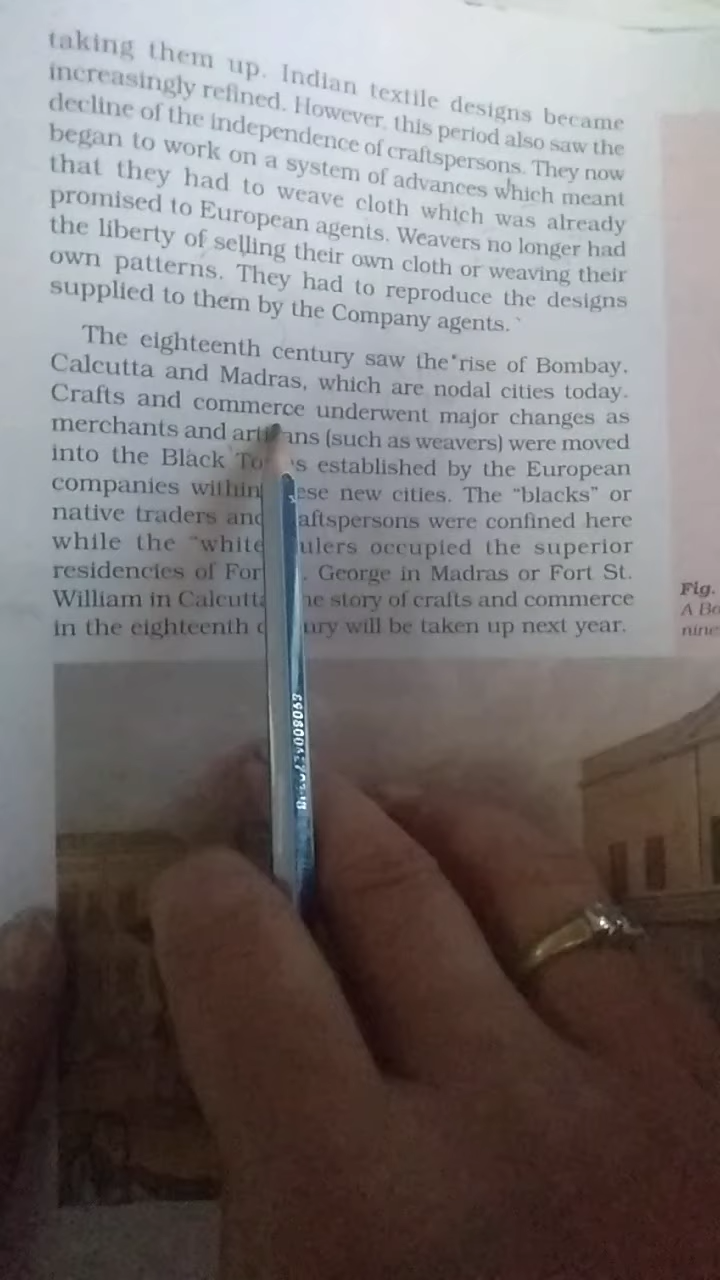 taking them up. Indian textile designs became
increasingly refined. However, this period also saw the
decline of the independence of craftspersons. They now
began to work on a system of advances which meant
that they had to weave cloth which was already
promised to European agents. Weavers no longer had
the liberty of selling their own cloth or weaving their
own patterns. They had to reproduce the designs
supplied to them by the Company agents.
The eighteenth century saw the rise of Bombay,
Calcutta and Madras, which are nodal cities today.
Crafts and commerce underwent major changes as
merchants and artisans (such as weavers) were moved
into the Black To s established by the European
companies within ese new cities. The "blacks" or
native traders and aftspersons were confined here
while the "white ulers occupied the superior
residencies of For . George in Madras or Fort St.
William in Calcutta he story of crafts and commerce
in the eighteenth c ury will be taken up next year.
Fig.
A Bo
nine